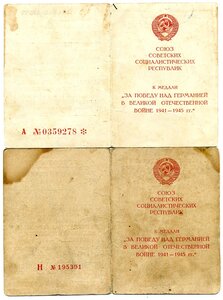 СОЮЗ
СОВЕТСКИХ
СОЦИАЛИСТИЧЕСКИХ
РЕСПУБЛИК
К МЕДАЛИ
„ЗА ПОБЕДУ НАД ГЕРМАНИЕЙ
В ВЕЛИКОЙ ОТЕЧЕСТВЕННОЙ
ВОЙНЕ 1941—1945 гг."
А №0359278 ✻
СОЮЗ
СОВЕТСКИХ
СОЦИАЛИСТИЧЕСКИХ
РЕСПУБЛИК
К МЕДАЛИ
„ЗА ПОБЕДУ НАД ГЕРМАНИЕЙ
В ВЕЛИКОЙ ОТЕЧЕСТВЕННОЙ
ВОЙНЕ 1941—1945 гг."
Н №195391